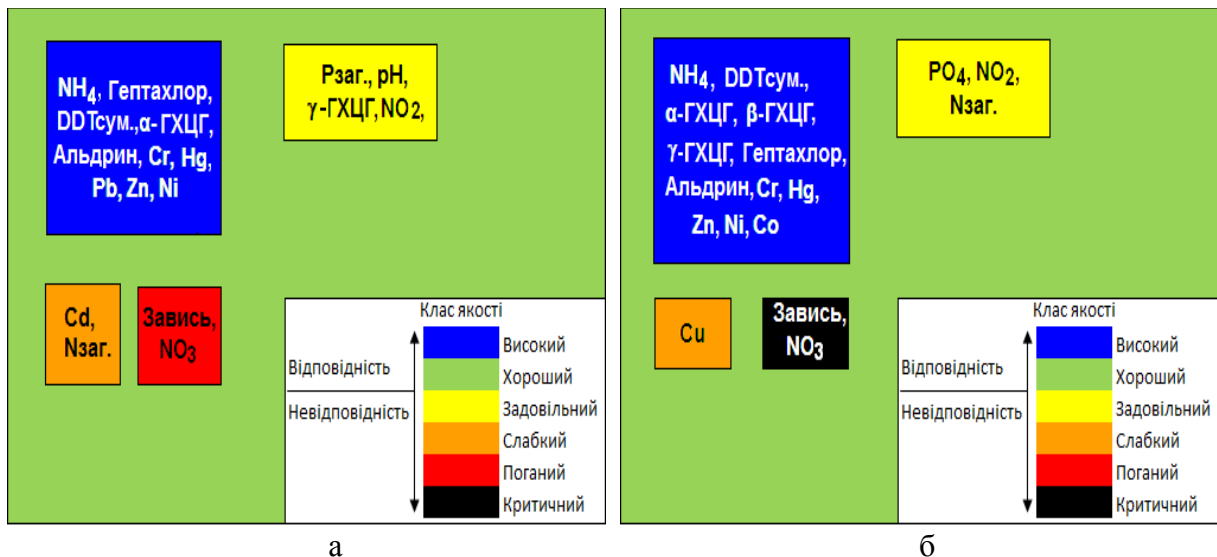 NH4, Гептахлор,
DDTсум.,α- ГХЦГ,
Альдрин, Cr, Hg,
Pb, Zn, Ni
Pзаг., pH,
γ -ГХЦГ, NO2,
Cd,
Nзаг.
Завись,
NO3
Клас якості
Високий
Хороший
Задовільний
Слабкий
Поганий
Критичний
Відповідність
Невідповідність
а
NH4, DDTсум.,
α-ГХЦГ, β-ГХЦГ,
γ-ГХЦГ, Гептахлор,
Альдрин, Cr, Hg,
Zn, Ni, Co
PO4, NO2,
Nзаг.
Cu
Завись,
NO3
Клас якості
Високий
Хороший
Задовільний
Слабкий
Поганий
Критичний
Відповідність
Невідповідність
б